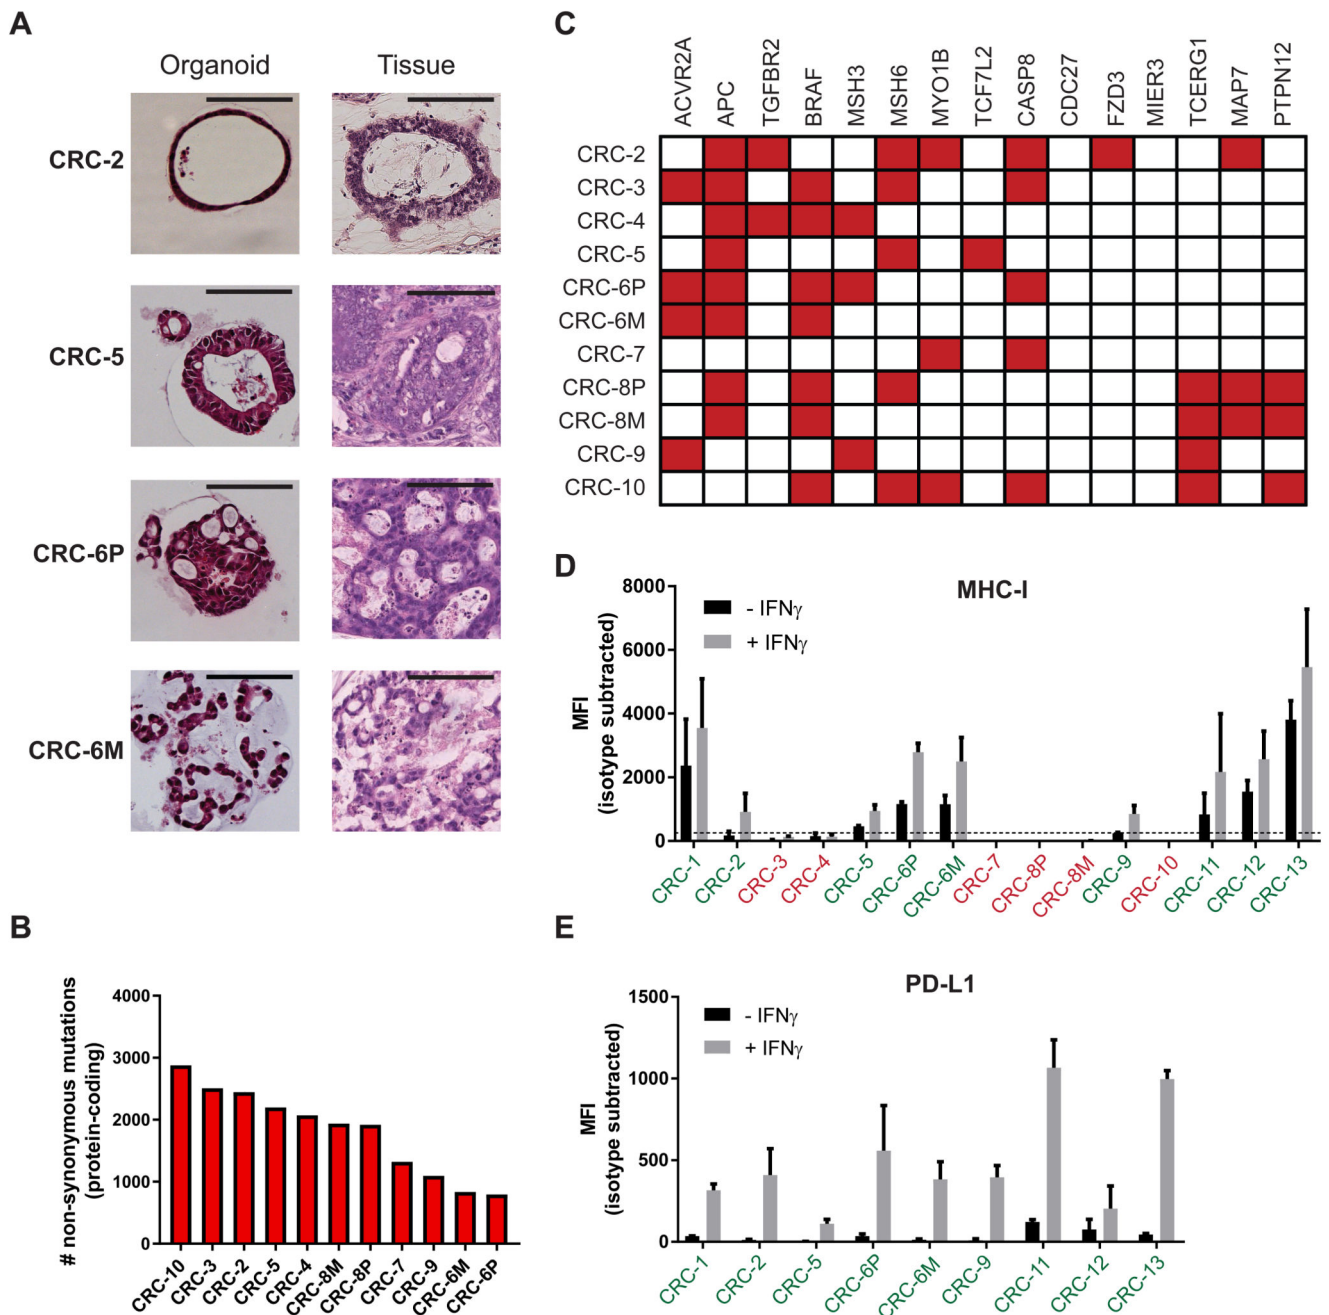 A
Organoid Tissue
CRC-2
CRC-5
CRC-6P
CRC-6M
B
# non-synonymous mutations
(protein-coding)
4000
3000
2000
1000
0
CRC-10 CRC-3 CRC-2 CRC-5 CRC-4 CRC-8M CRC-8P CRC-7 CRC-9 CRC-6M CRC-6P
C
ACVR2A APC TGFBR2 BRAF MSH3 MSH6 MYO1B TCF7L2 CASP8 CDC27 FZD3 MIER3 TCERG1 MAP7 PTPN12
CRC-2
CRC-3
CRC-4
CRC-5
CRC-6P
CRC-6M
CRC-7
CRC-8P
CRC-8M
CRC-9
CRC-10
D
MHC-I
- IFNγ
+ IFNγ
MFI
(isotype subtracted)
8000
6000
4000
2000
0
CRC-1 CRC-2 CRC-3 CRC-4 CRC-5 CRC-6P CRC-6M CRC-7 CRC-8P CRC-8M CRC-9 CRC-10 CRC-11 CRC-12 CRC-13
E
PD-L1
- IFNγ
+ IFNγ
MFI
(isotype subtracted)
1500
1000
500
0
CRC-1 CRC-2 CRC-5 CRC-6P CRC-6M CRC-9 CRC-11 CRC-12 CRC-13